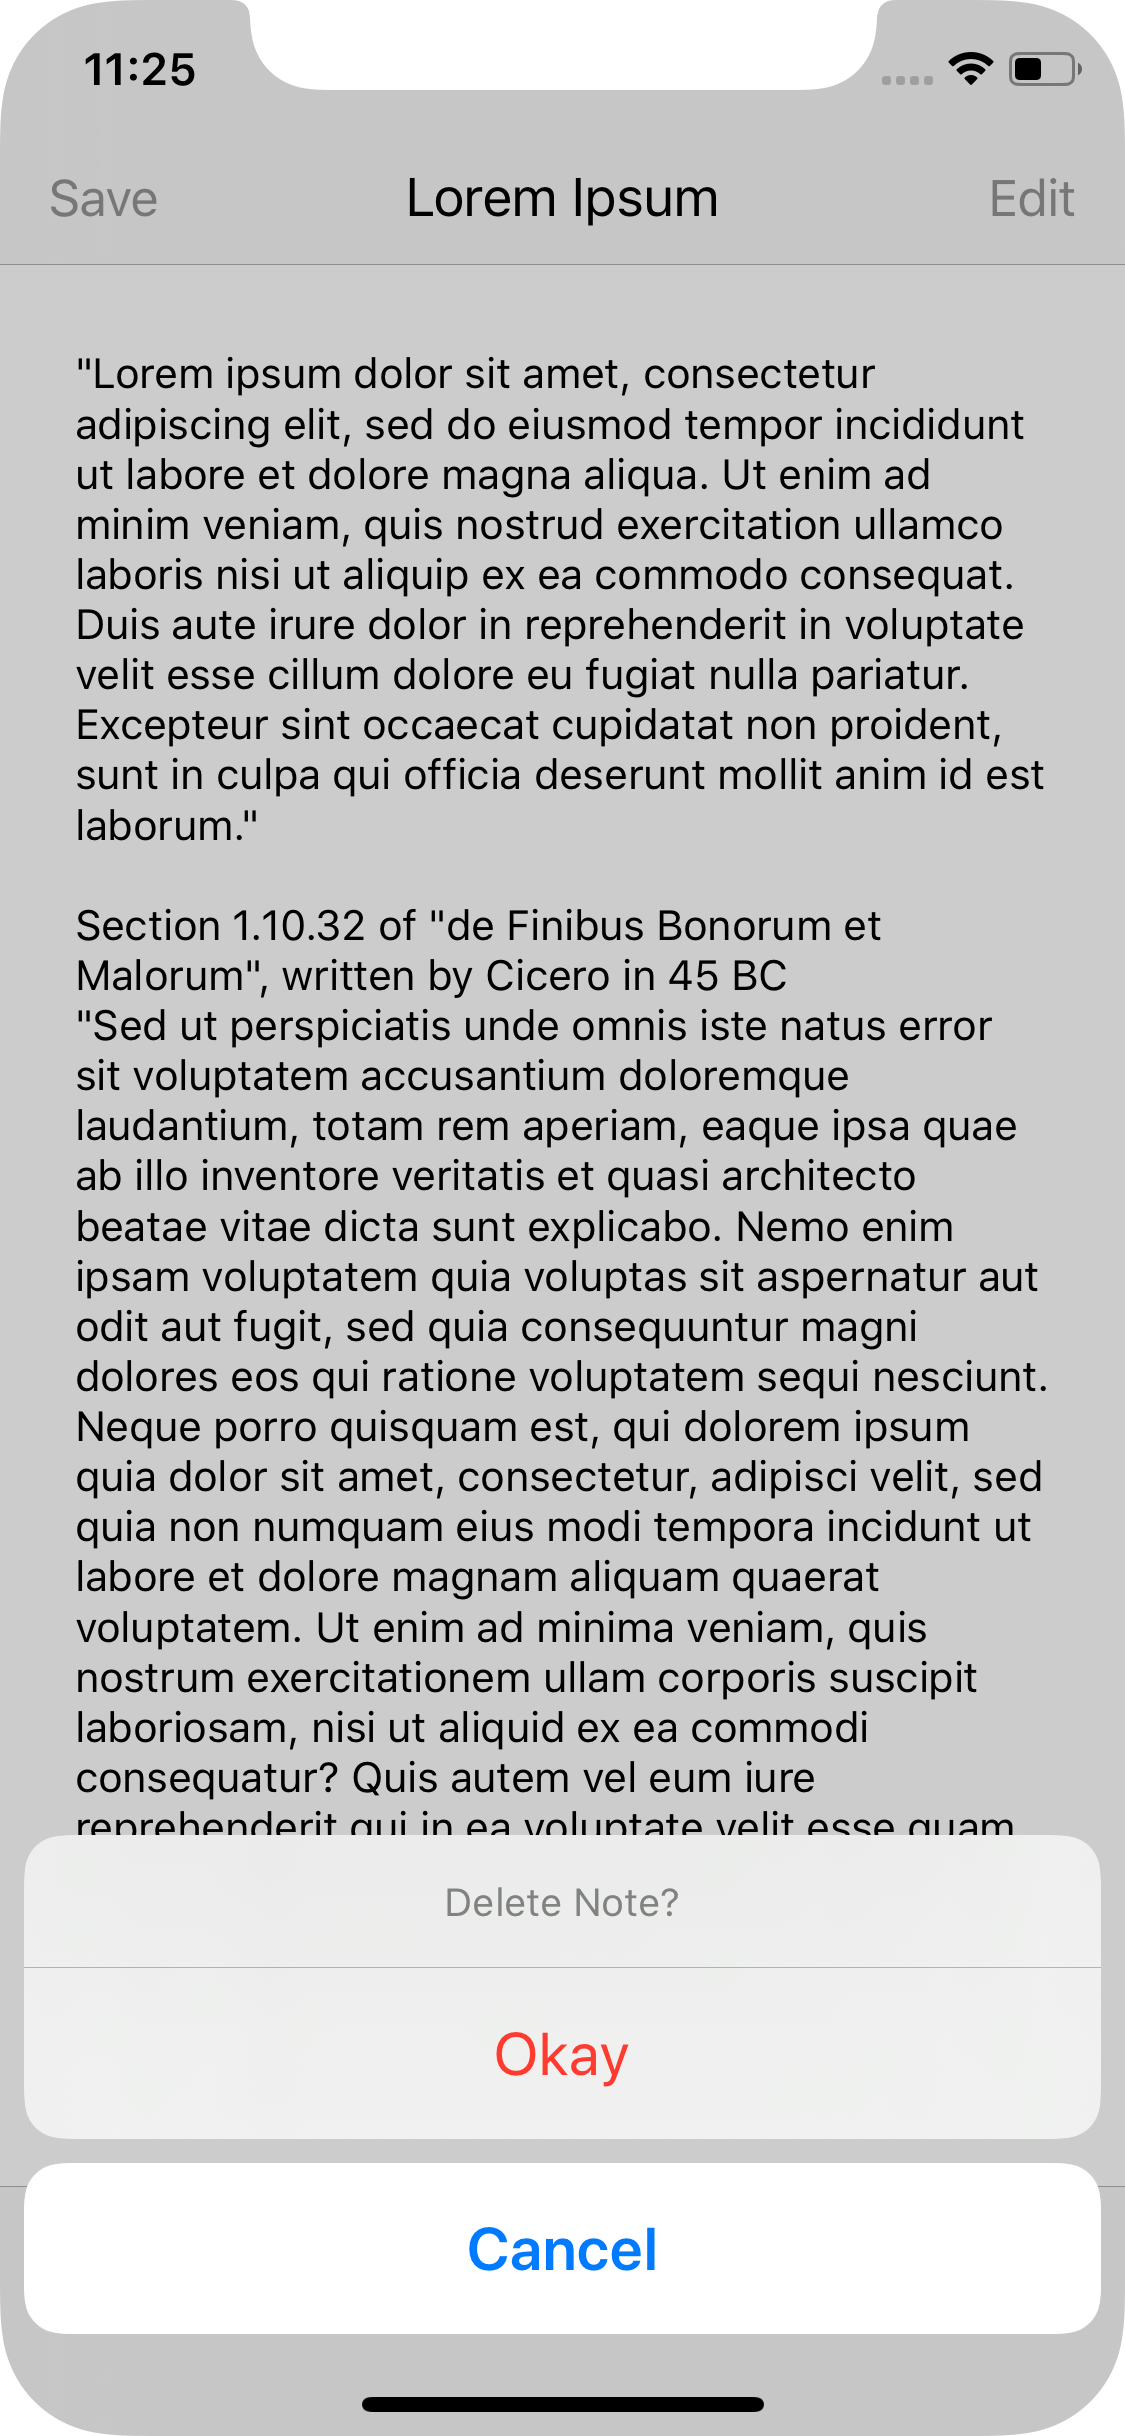 11:25
Save Lorem Ipsum Edit
"Lorem ipsum dolor sit amet, consectetur
adipiscing elit, sed do eiusmod tempor incididunt
ut labore et dolore magna aliqua. Ut enim ad
minim veniam, quis nostrud exercitation ullamco
laboris nisi ut aliquip ex ea commodo consequat.
Duis aute irure dolor in reprehenderit in voluptate
velit esse cillum dolore eu fugiat nulla pariatur.
Excepteur sint occaecat cupidatat non proident,
sunt in culpa qui officia deserunt mollit anim id est
laborum."
Section 1.10.32 of "de Finibus Bonorum et
Malorum", written by Cicero in 45 BC
"Sed ut perspiciatis unde omnis iste natus error
sit voluptatem accusantium doloremque
laudantium, totam rem aperiam, eaque ipsa quae
ab illo inventore veritatis et quasi architecto
beatae vitae dicta sunt explicabo. Nemo enim
ipsam voluptatem quia voluptas sit aspernatur aut
odit aut fugit, sed quia consequuntur magni
dolores eos qui ratione voluptatem sequi nesciunt.
Neque porro quisquam est, qui dolorem ipsum
quia dolor sit amet, consectetur, adipisci velit, sed
quia non numquam eius modi tempora incidunt ut
labore et dolore magnam aliquam quaerat
voluptatem. Ut enim ad minima veniam, quis
nostrum exercitationem ullam corporis suscipit
laboriosam, nisi ut aliquid ex ea commodi
consequatur? Quis autem vel eum iure
reprehenderit qui in ea voluptate velit esse quam
Delete Note?
Okay
Cancel